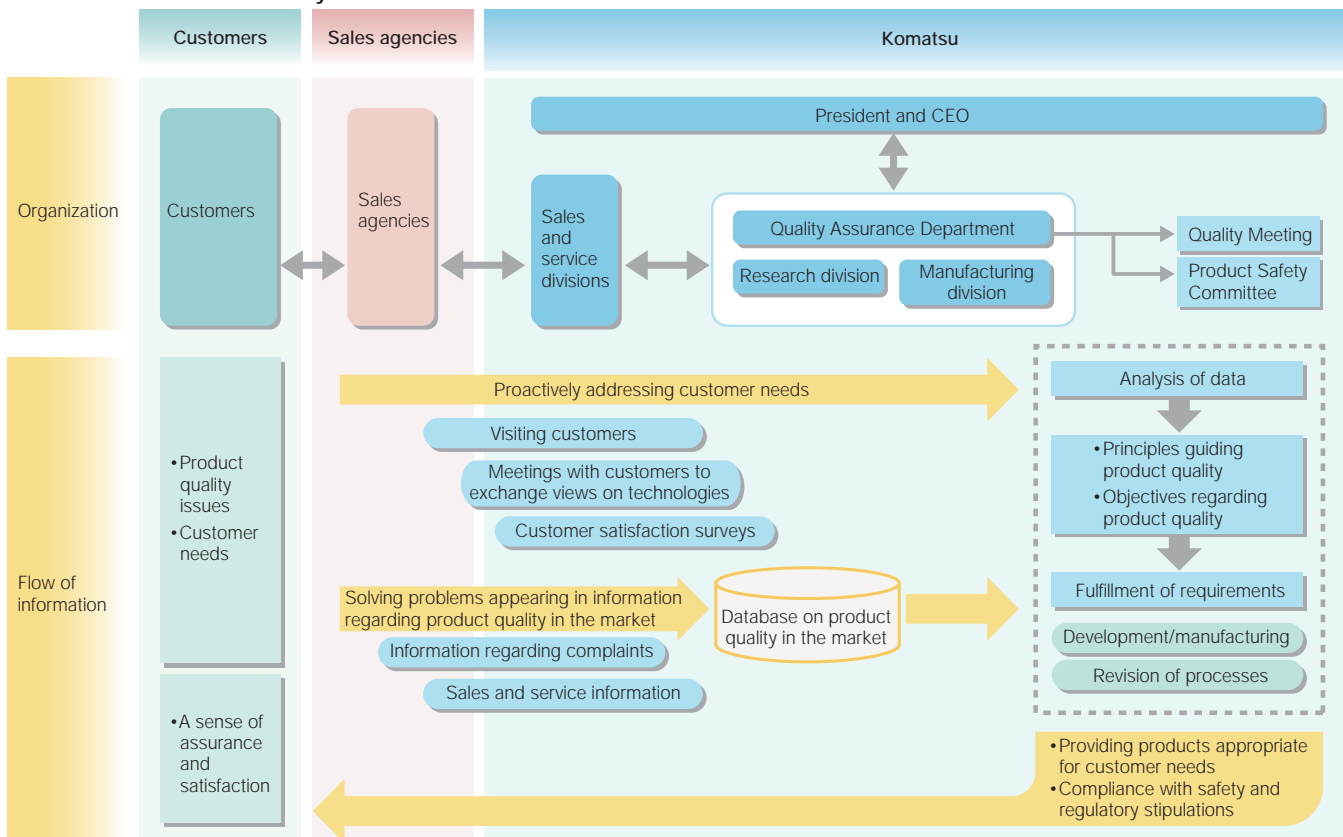 Customers
Sales agencies
Komatsu
Organization
Customers
Sales
agencies
Sales
and
service
divisions
President and CEO
Quality Assurance Department
Research division
Manufacturing
division
Quality Meeting
Product Safety
Committee
Flow of
information
•Product
quality
issues
•Customer
needs
•A sense of
assurance
and
satisfaction
Proactively addressing customer needs
Visiting customers
Meetings with customers to
exchange views on technologies
Customer satisfaction surveys
Solving problems appearing in information
regarding product quality in the market
Information regarding complaints
Sales and service information
Database on product
quality in the market
Analysis of data
•Principles guiding
product quality
•Objectives regarding
product quality
Fulfillment of requirements
Development/manufacturing
Revision of processes
•Providing products appropriate
for customer needs
•Compliance with safety and
regulatory stipulations